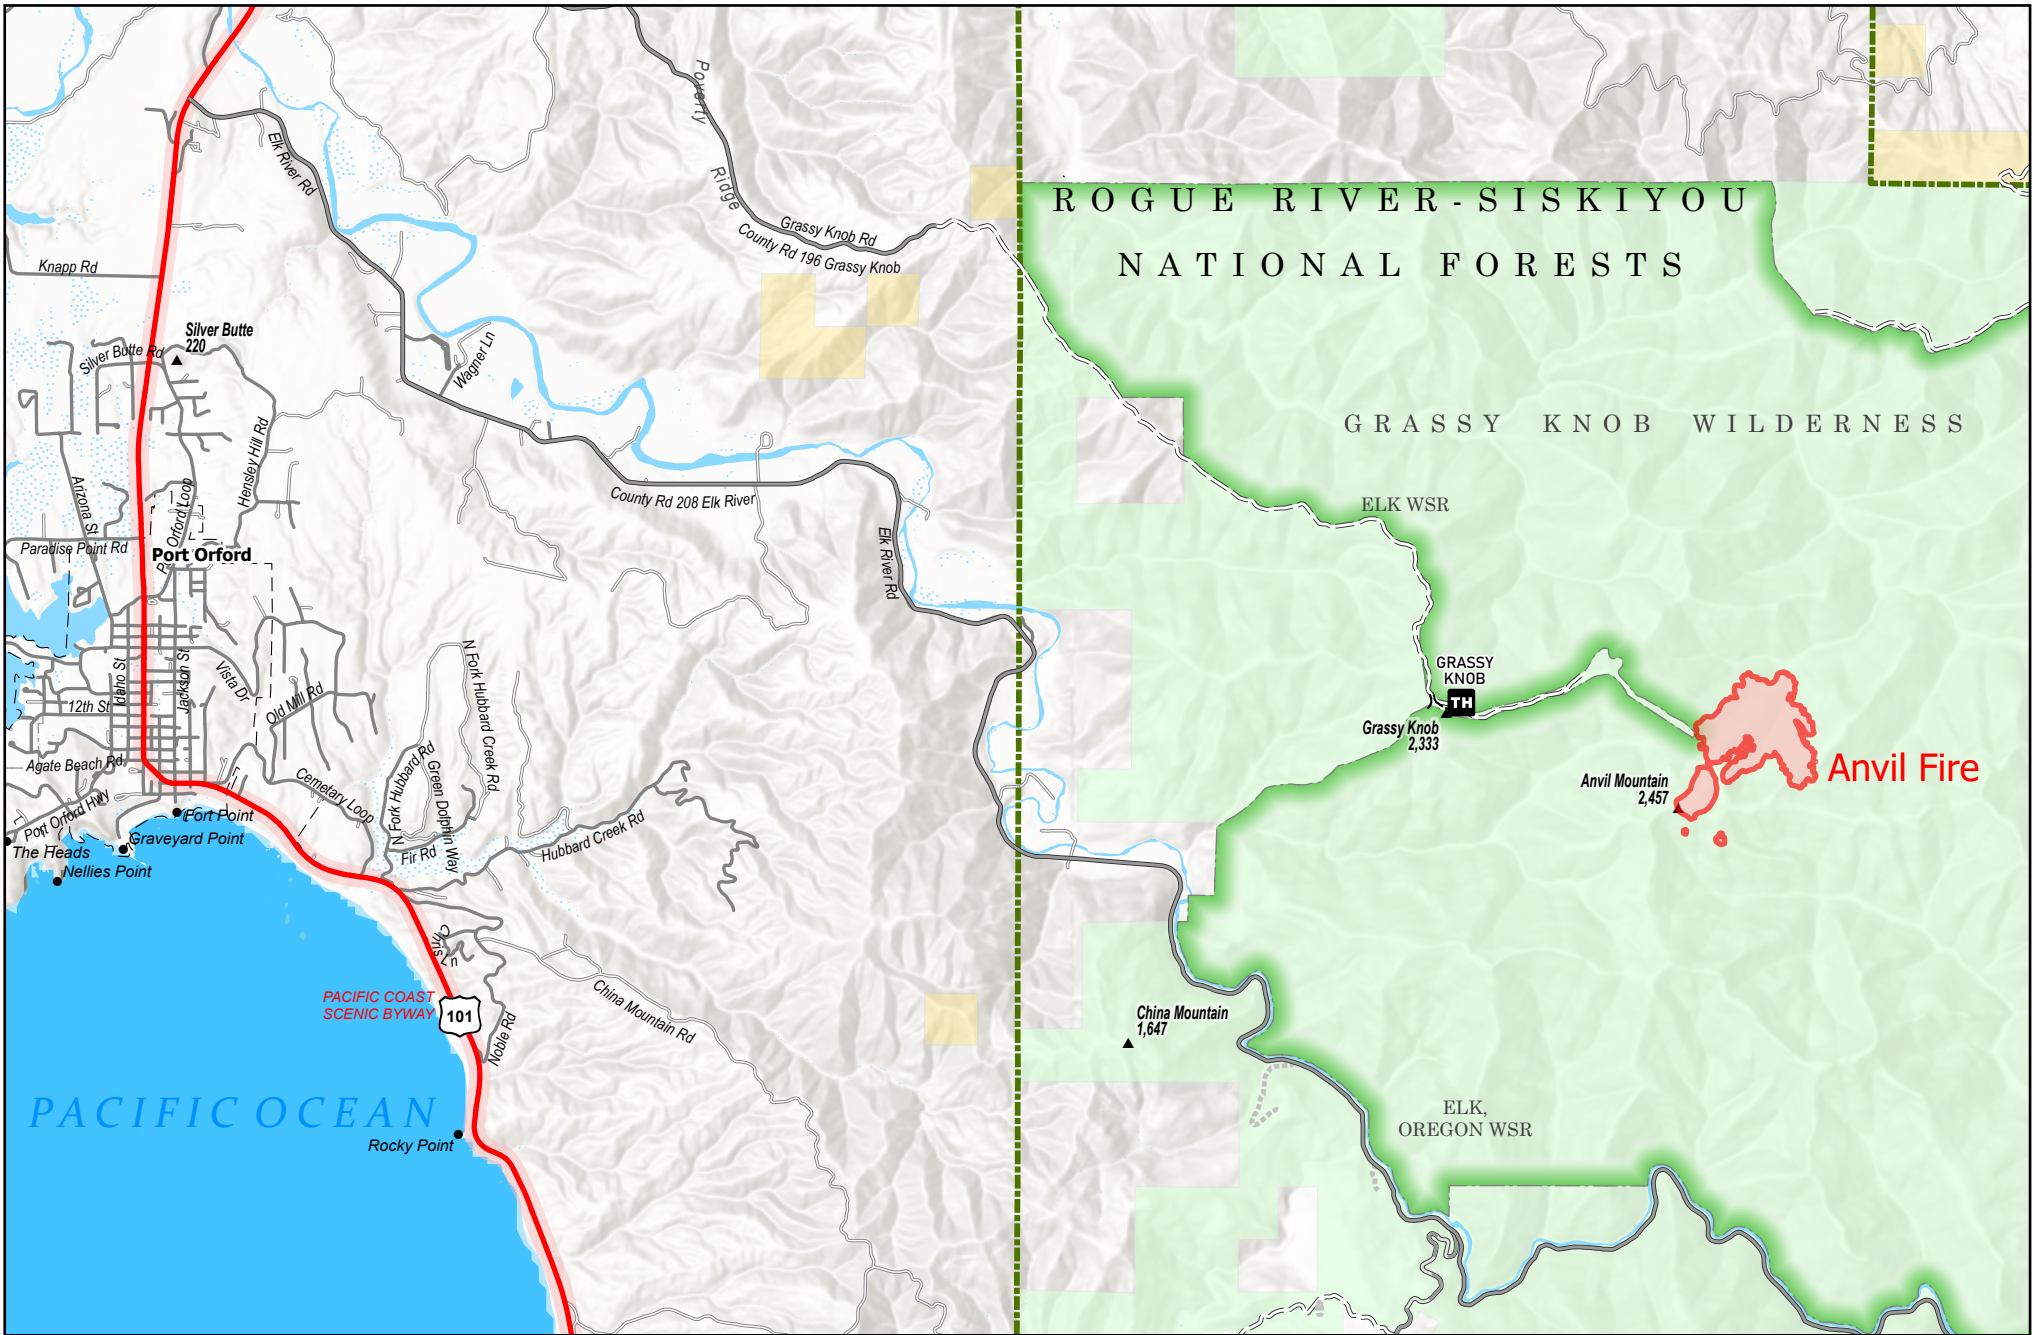 Poverty
Ridge
Elk River Rd
ROGUE RIVER-SISKIYOU
NATIONAL FORESTS
Grassy Knob Rd
County Rd 196 Grassy Knob
Knapp Rd
Silver Butte
220
Silver Butte Rd
Wagner Ln
GRASSY KNOB WILDERNESS
Hensley Hill Rd
Arizona St
Port Orford Loop
County Rd 208 Elk River
ELK WSR
Paradise Point Rd
Port Orford
Elk River Rd
Idaho St
Jackson St
Vista Dr
Old Mill Rd
12th St
N Fork Hubbard Creek Rd
GRASSY
KNOB
TH
Grassy Knob
2,333
Agate Beach Rd
Cemetary Loop
N Fork Hubbard Rd
Green Dolphin Way
Anvil Mountain
2,457
Anvil Fire
Port Orford Hwy
Fort Point
Graveyard Point
The Heads
Nellies Point
Fir Rd
Hubbard Creek Rd
Chris Ln
PACIFIC COAST
SCENIC BYWAY
101
Noble Rd
China Mountain Rd
China Mountain
1,647
PACIFIC OCEAN
Rocky Point
ELK,
OREGON WSR